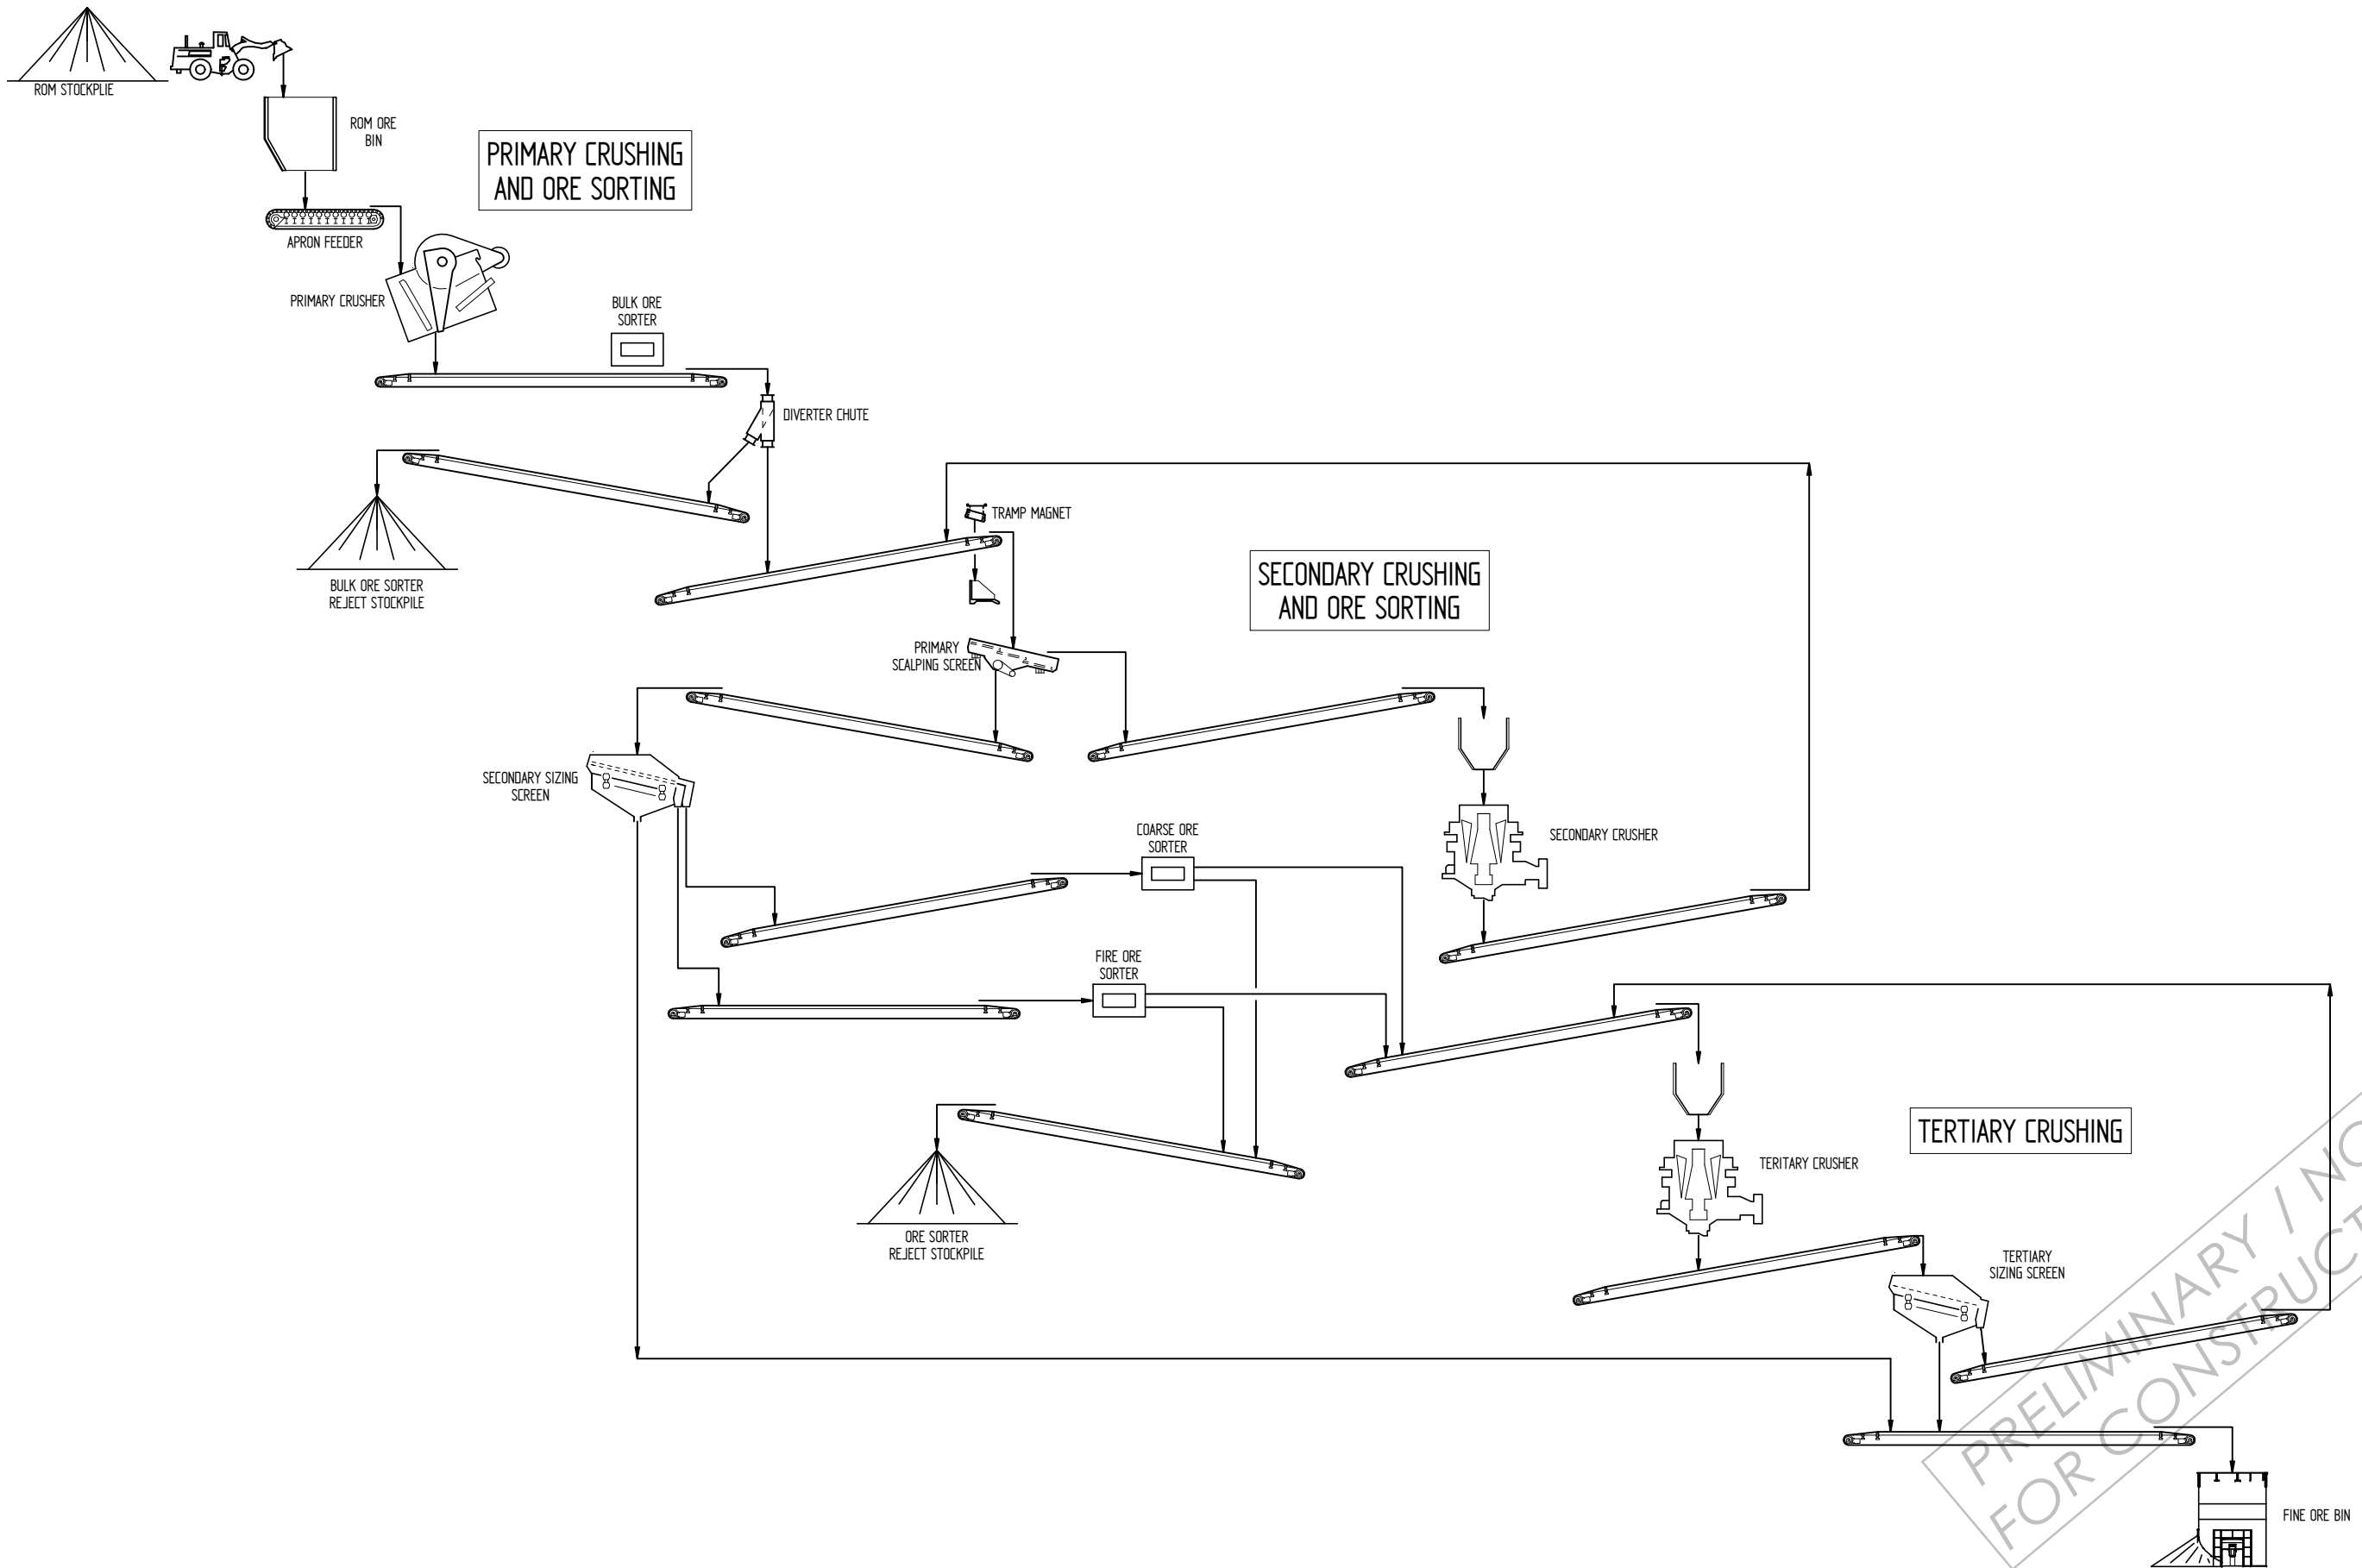 ROM STOCKPLIE
ROM ORE
BIN
PRIMARY CRUSHING
AND ORE SORTING
APRON FEEDER
PRIMARY CRUSHER
BULK ORE
SORTER
DIVERTER CHUTE
BULK ORE SORTER
REJECT STOCKPILE
TRAMP MAGNET
SECONDARY CRUSHING
AND ORE SORTING
PRIMARY
SCALPING SCREEN
SECONDARY SIZING
SCREEN
COARSE ORE
SORTER
SECONDARY CRUSHER
FIRE ORE
SORTER
TERTIARY CRUSHING
TERITARY CRUSHER
ORE SORTER
REJECT STOCKPILE
TERTIARY
SIZING SCREEN
PRELIMINARY /
FOR
FINE ORE BIN